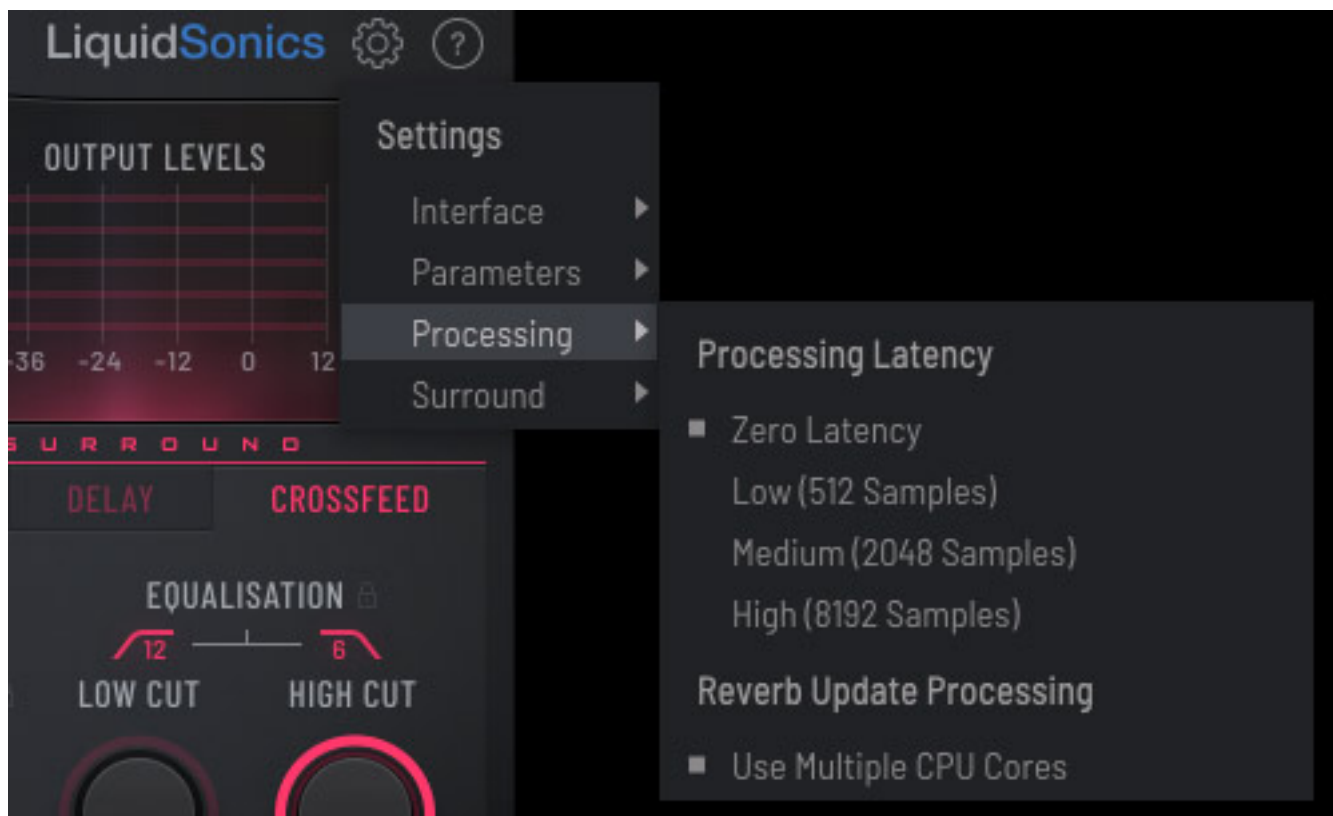 LiquidSonics ?
OUTPUT LEVELS
-36 -24 -12 0 12
SURROUND
DELAY CROSSFEED
EQUALISATION
12 6
LOW CUT HIGH CUT
Settings
Interface
Parameters
Processing
Surround
Processing Latency
Zero Latency
Low (512 Samples)
Medium (2048 Samples)
High (8192 Samples)
Reverb Update Processing
Use Multiple CPU Cores